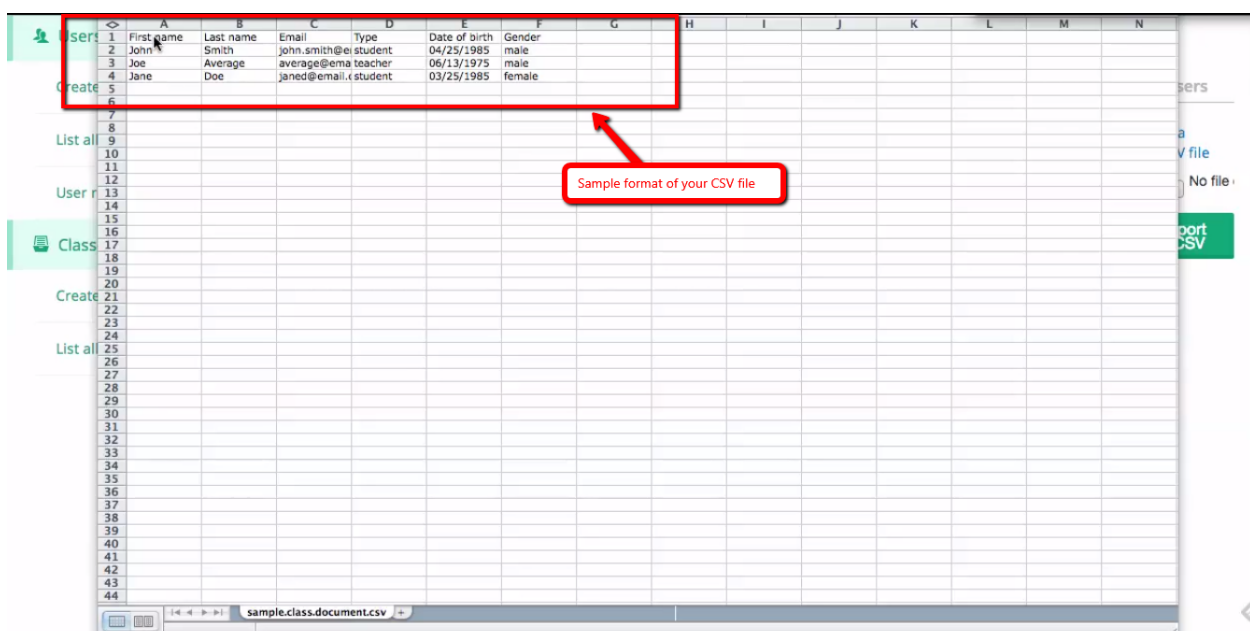 A B C D E F G H I J K L M N
1 First name Last name Email Type Date of birth Gender
2 John Smith john.smith@e student 04/25/1985 male
3 Joe Average average@ema teacher 06/13/1975 male
4 Jane Doe janed@email. student 03/25/1985 female
5
6
7
8
9
10
11
12
13
14
15
16
17
18
19
20
21
22
23
24
25
26
27
28
29
30
31
32
33
34
35
36
37
38
39
40
41
42
43
44
Users
Create
List all
User
Class
Create
List all
Sample format of your CSV file
sers
a
V file
No file
port
CSV
sample.class.document.csv +